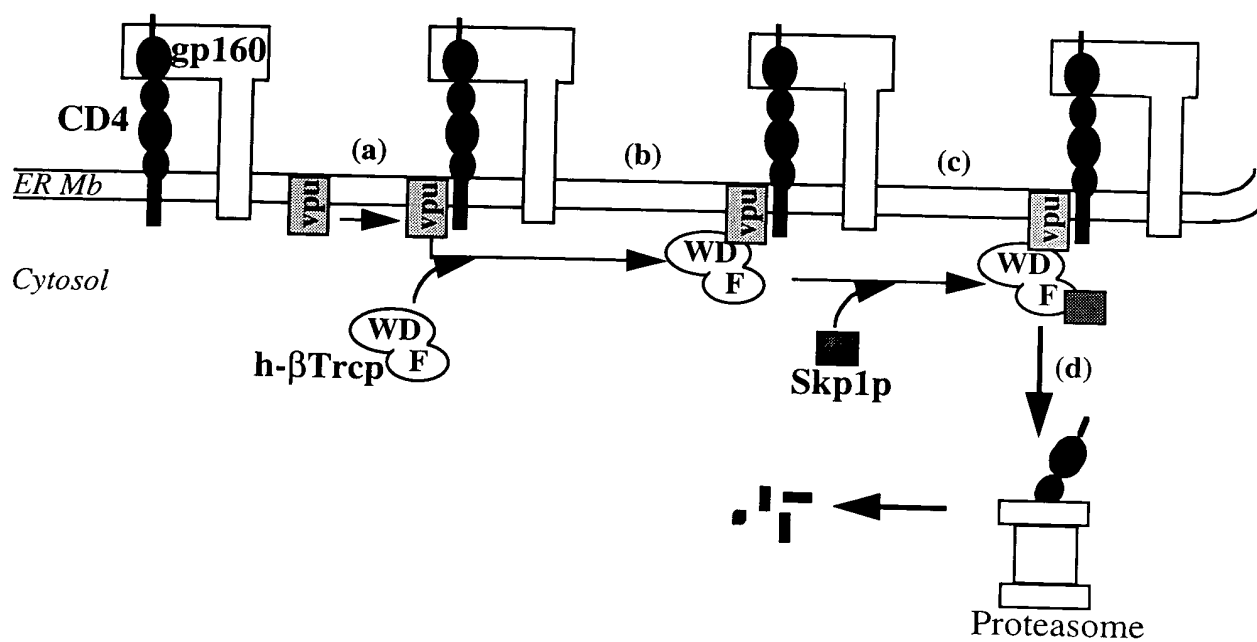 gp160
CD4
(a)
(b)
(c)
ER Mb
vpu
vpu
vpu
vpu
Cytosol
WD
F
WD
F
WD
F
h-βTrcp
Skp1p
(d)
Proteasome